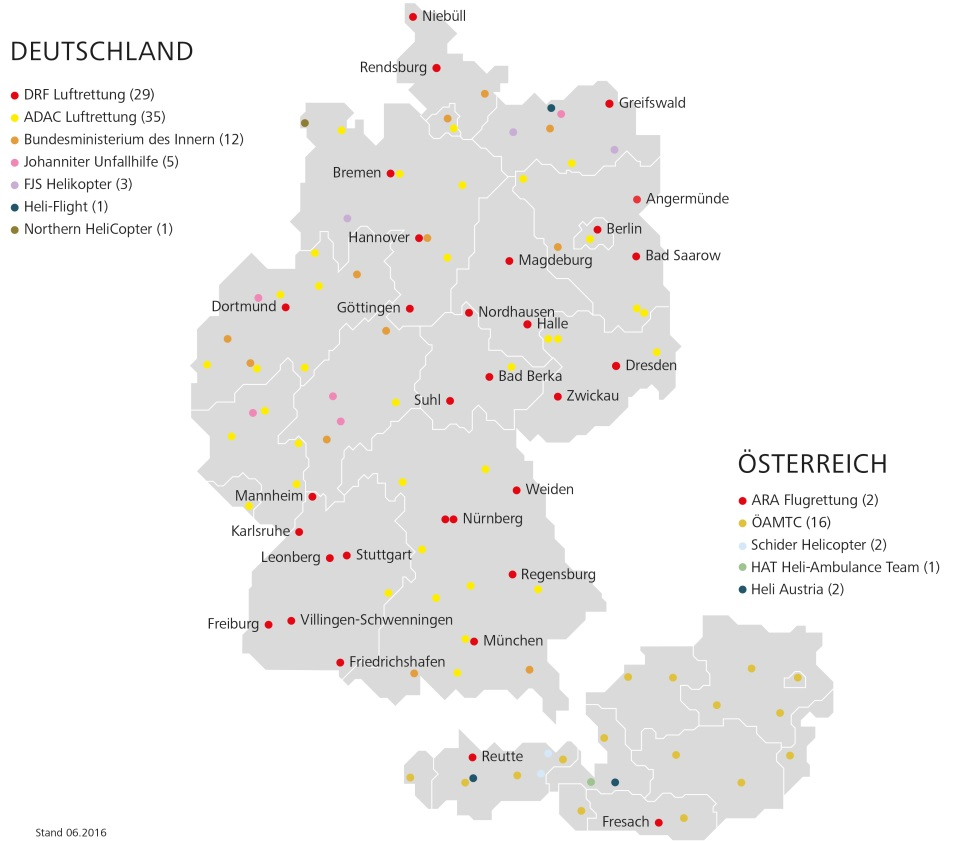 DEUTSCHLAND
DRF Luftrettung (29)
ADAC Luftrettung (35)
Bundesministerium des Innern (12)
Johanniter Unfallhilfe (5)
FJS Helikopter (3)
Heli-Flight (1)
Northern HeliCopter (1)
Niebüll
Rendsburg
Greifswald
Bremen
Angermünde
Hannover
Berlin
Magdeburg
Bad Saarow
Dortmund
Göttingen
Nordhausen
Halle
Bad Berka
Dresden
Suhl
Zwickau
Mannheim
Weiden
Karlsruhe
Nürnberg
Leonberg
Stuttgart
Regensburg
Freiburg
Villingen-Schwenningen
München
Friedrichshafen
ÖSTERREICH
ARA Flugrettung (2)
ÖAMTC (16)
Schider Helicopter (2)
HAT Heli-Ambulance Team (1)
Heli Austria (2)
Reutte
Fresach
Stand 06.2016